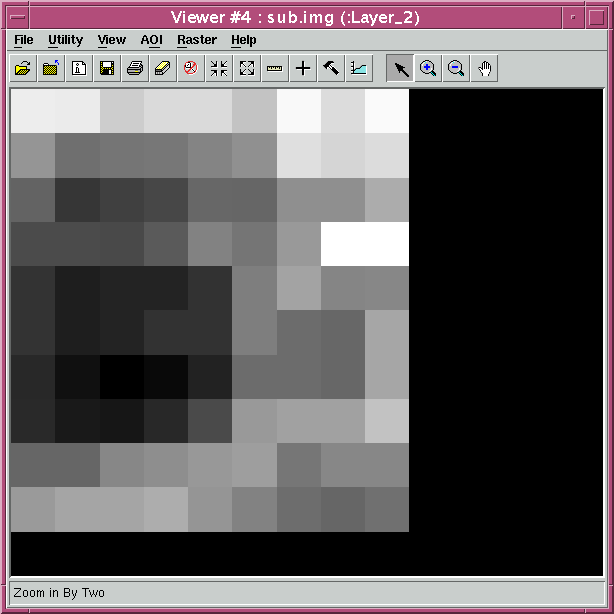 Viewer #4 : sub.img (:Layer_2)
File Utility View AOI Raster Help
Zoom in By Two